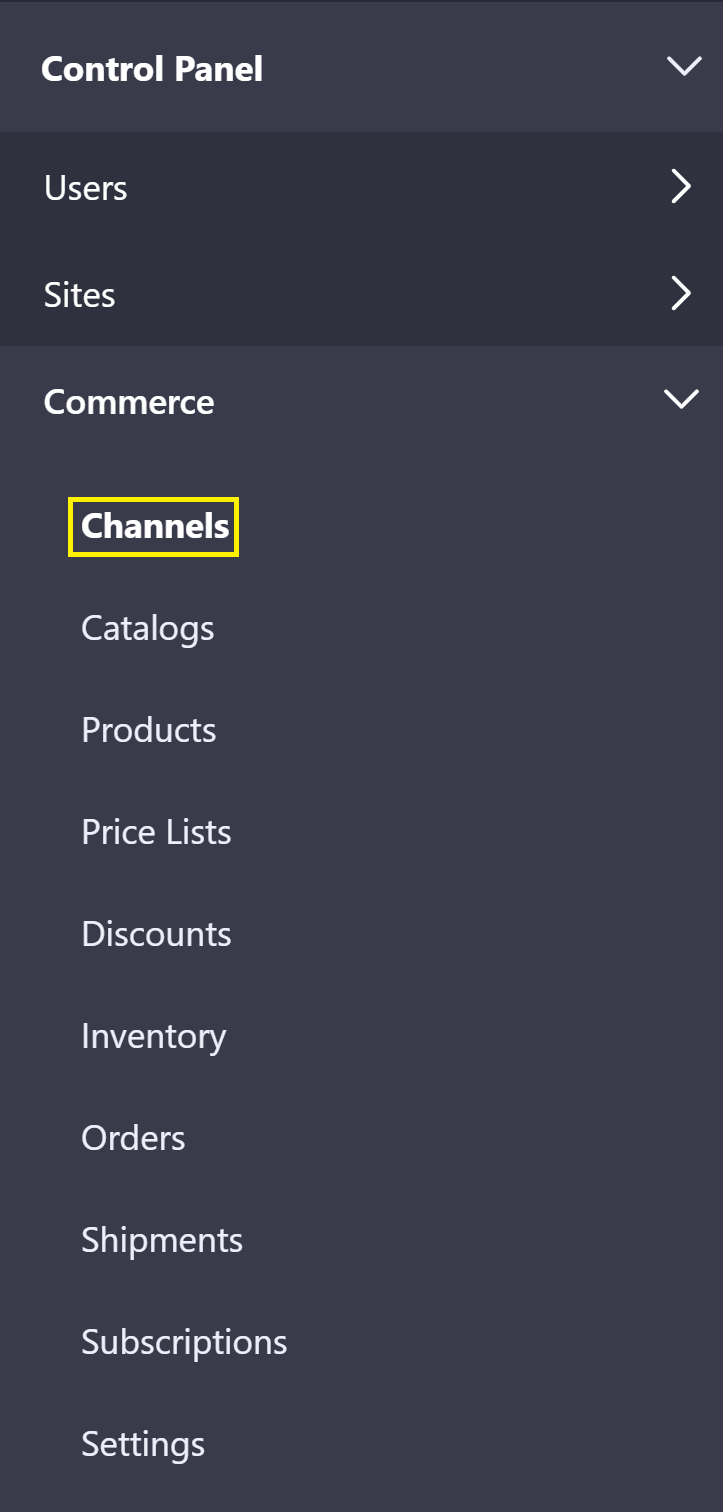 Control Panel
Users
Sites
Commerce
Channels
Catalogs
Products
Price Lists
Discounts
Inventory
Orders
Shipments
Subscriptions
Settings